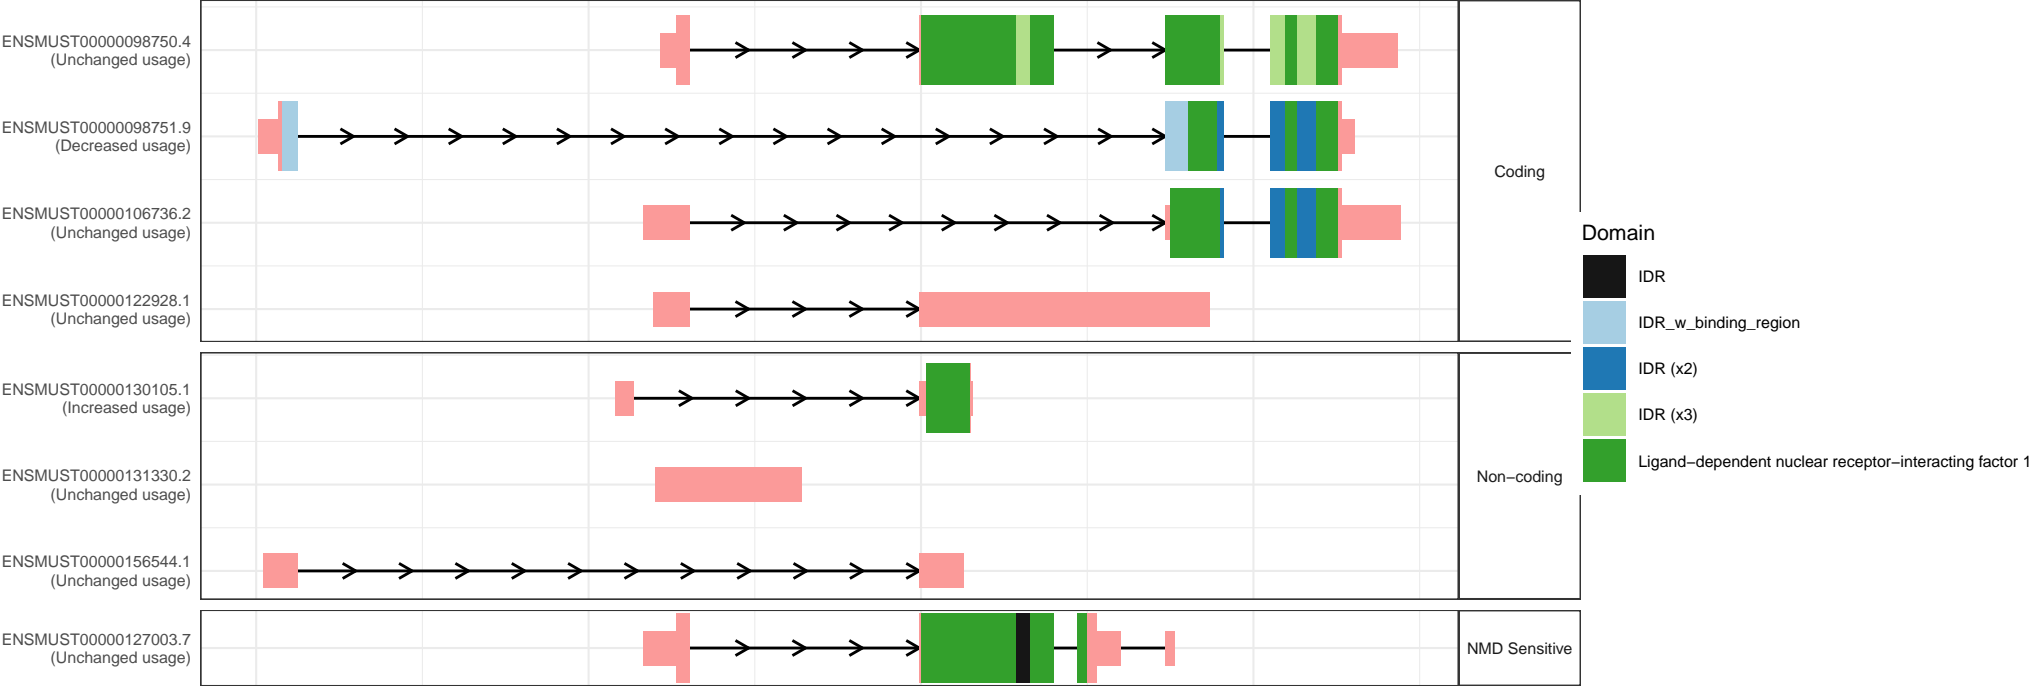 ENSMUST00000098750.4
(Unchanged usage)
ENSMUST00000098751.9
(Decreased usage)
ENSMUST00000106736.2
(Unchanged usage)
ENSMUST00000122928.1
(Unchanged usage)
Coding
ENSMUST00000130105.1
(Increased usage)
ENSMUST00000131330.2
(Unchanged usage)
ENSMUST00000156544.1
(Unchanged usage)
Non−coding
ENSMUST00000127003.7
(Unchanged usage)
NMD Sensitive
Domain
IDR
IDR_w_binding_region
IDR (x2)
IDR (x3)
Ligand−dependent nuclear receptor−interacting factor 1